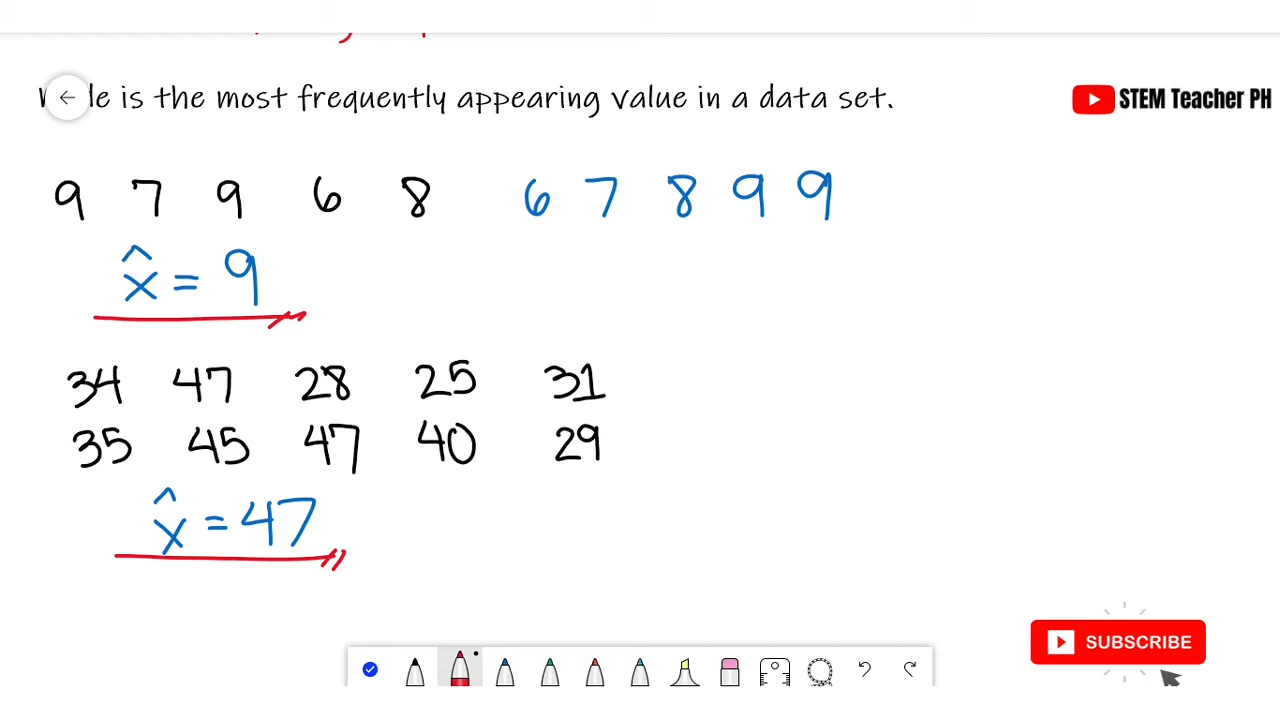 is the most frequently appearing value in a data set.
STEM Teacher PH
9 7 9 6 8 6 7 8 9 9
x̂ = 9
34 47 28 25 31
35 45 47 40 29
x̂ = 47
SUBSCRIBE